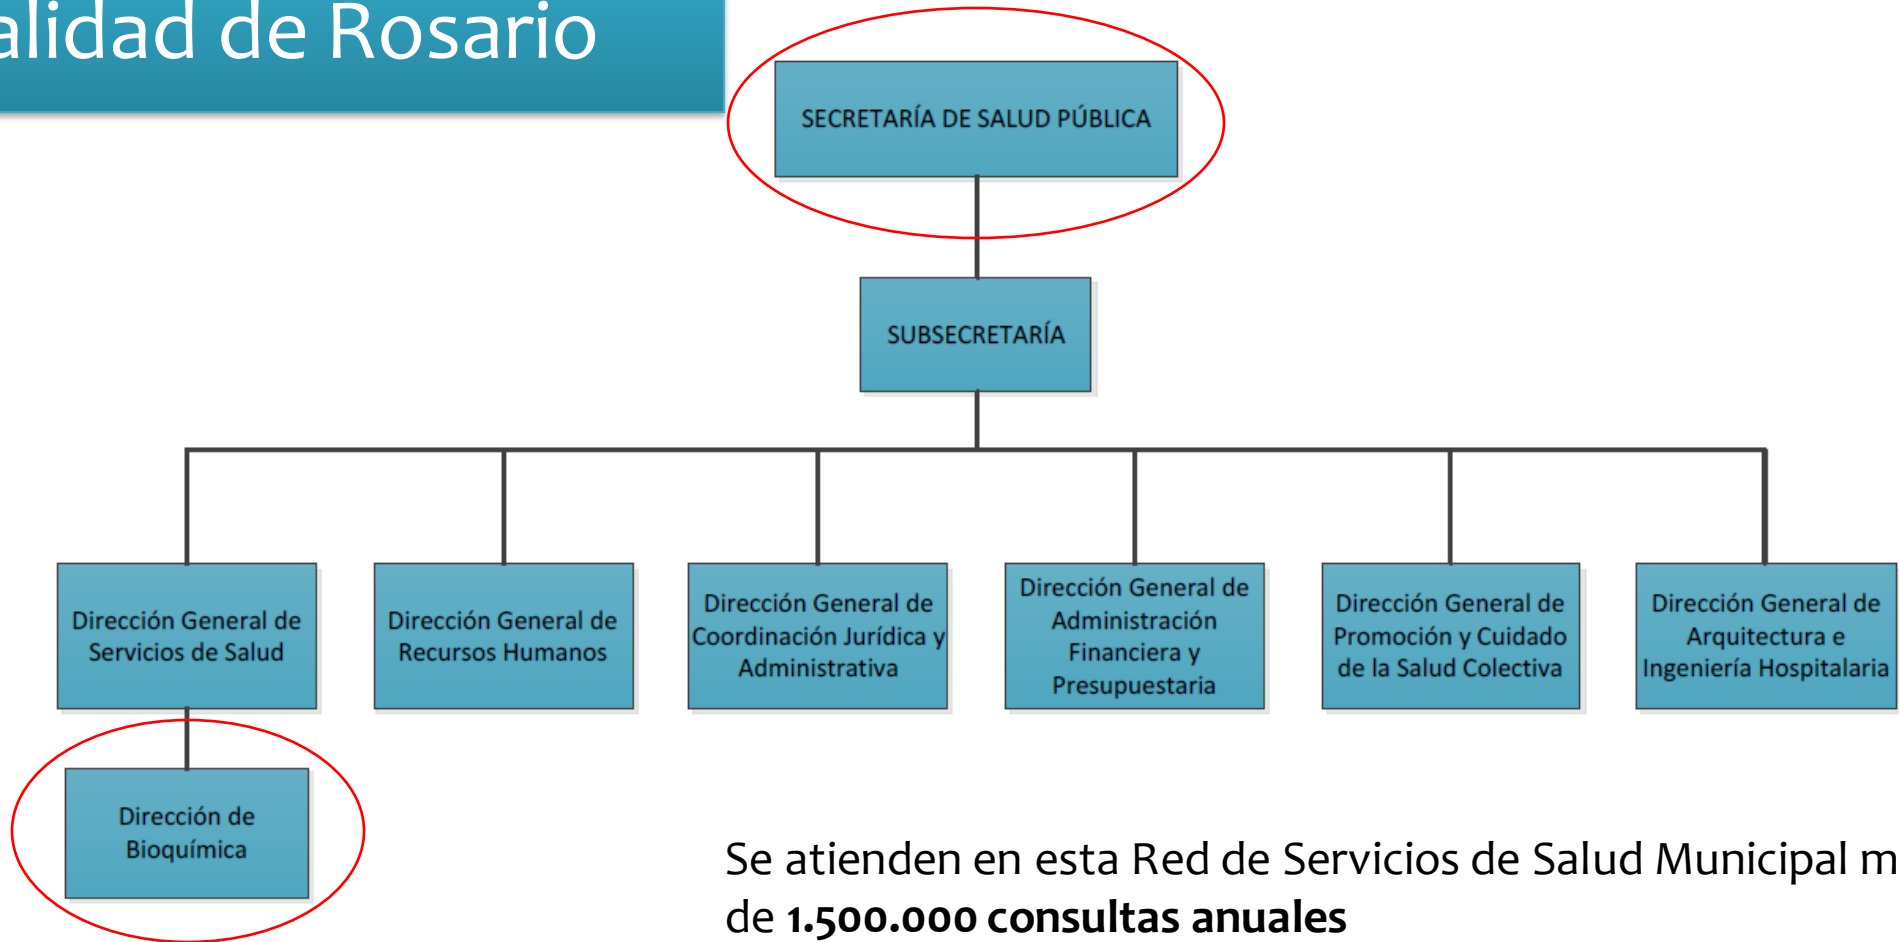 alidad de Rosario
SECRETARÍA DE SALUD PÚBLICA
SUBSECRETARÍA
Dirección General de
Servicios de Salud
Dirección General de
Recursos Humanos
Dirección General de
Coordinación Jurídica y
Administrativa
Dirección General de
Administración
Financiera y
Presupuestaria
Dirección General de
Promoción y Cuidado
de la Salud Colectiva
Dirección General de
Arquitectura e
Ingeniería Hospitalaria
Dirección de
Bioquímica
Se atienden en esta Red de Servicios de Salud Municipal m
de 1.500.000 consultas anuales